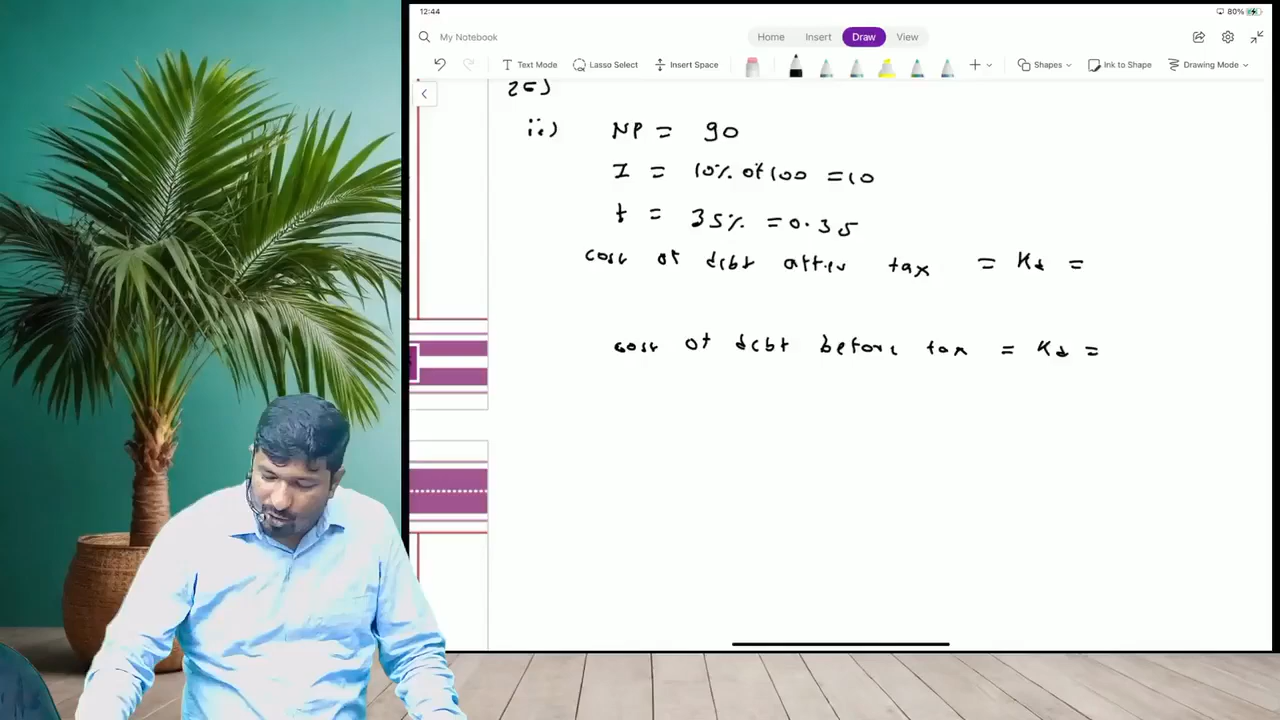 12:44
80%
My Notebook
Home Insert Draw View
Text Mode Lasso Select Insert Space Shapes Ink to Shape Drawing Mode
ii) NP = 90
I = 10% of 100 = 10
t = 35% = 0.35
cost of debt after tax = Kd =
cost of debt before tax = Kd =